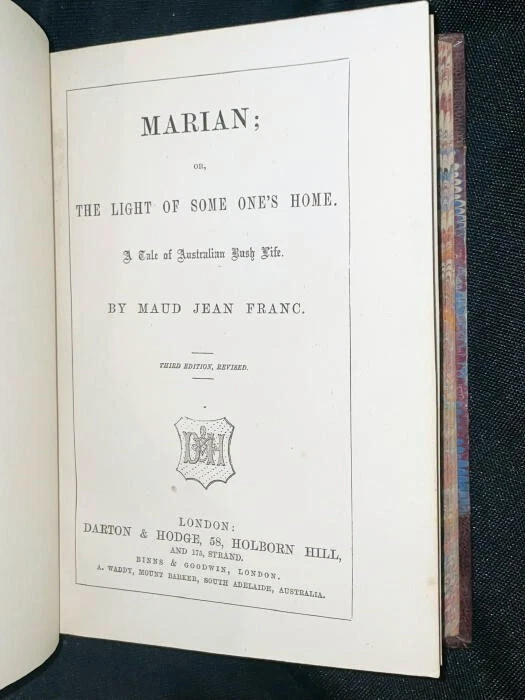 MARIAN;
OR,
THE LIGHT OF SOME ONE'S HOME.
A Tale of Australian Bush Life.
BY MAUD JEAN FRANC.
THIRD EDITION, REVISED.
D&H
LONDON:
DARTON & HODGE, 58, HOLBORN HILL,
AND 175, STRAND.
BINNS & GOODWIN, LONDON.
A. WADDY, MOUNT BARKER, SOUTH ADELAIDE, AUSTRALIA.